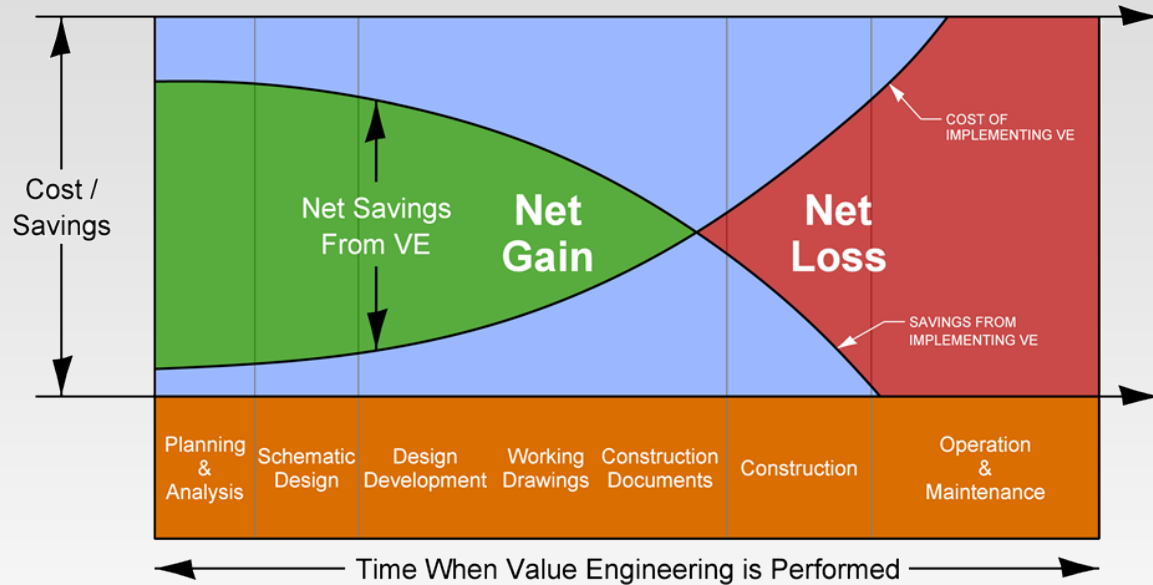 Cost /
Savings
Net Savings
From VE
Net
Gain
Net
Loss
COST OF
IMPLEMENTING VE
SAVINGS FROM
IMPLEMENTING VE
Planning
&
Analysis
Schematic
Design
Design
Development
Working
Drawings
Construction
Documents
Construction
Operation
&
Maintenance
Time When Value Engineering is Performed